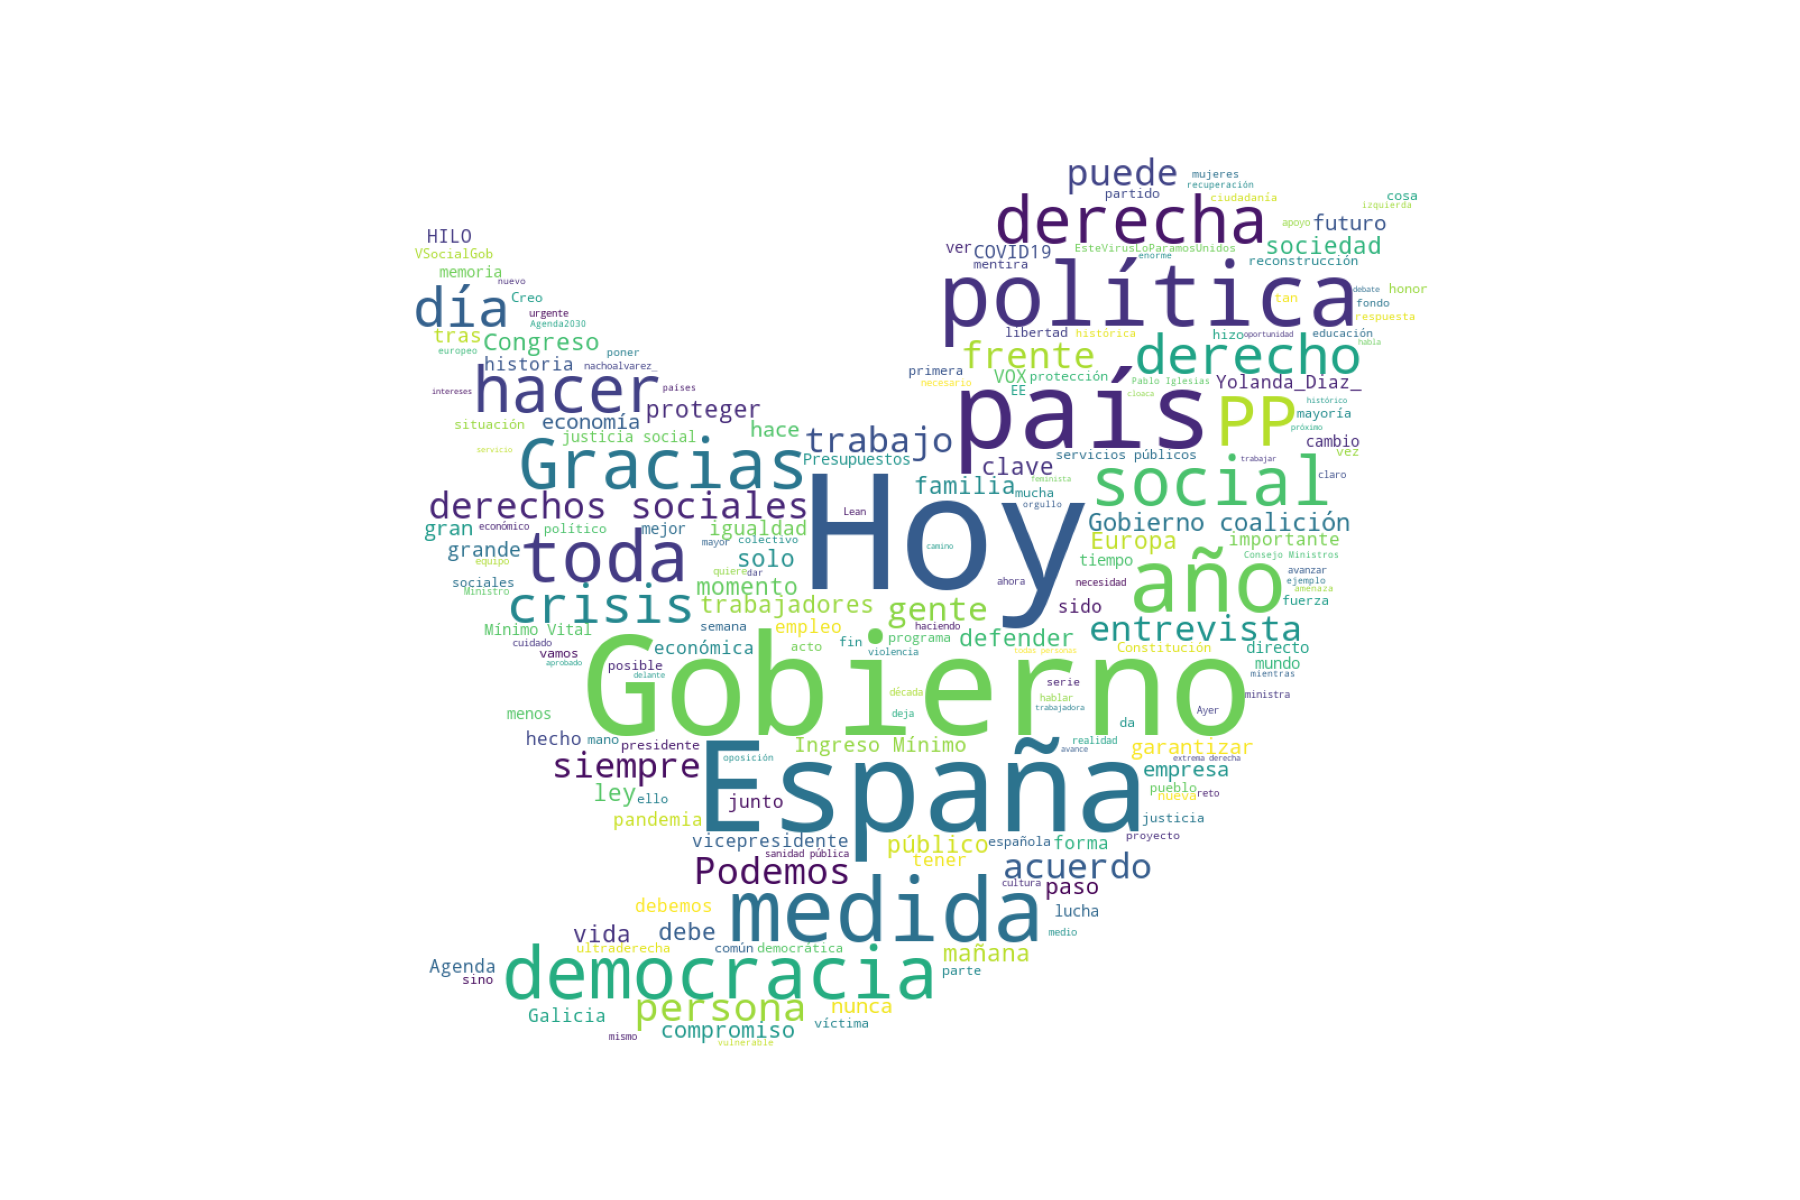 puede
mujeres
recuperación
partido
ciudadanía
cosa
izquierda
derecha
apoyo
futuro
HILO
VSocialGob
ver
COVID19
EsteVirusLoParamosUnidos
sociedad
mentira
enorme
reconstrucción
memoria
nuevo
política
debate
honor
día
Creo
tan
fondo
urgente
respuesta
Agenda2030
tras
Congreso
libertad
histórica
hizo
oportunidad
educación
europeo
poner
frente
derecho
habla
historia
nachoalvarez_
primera
VOX
protección
Pablo Iglesias
Yolanda_Diaz_
hacer
países
necesario
EE
intereses
país
cloaca
PP
histórico
proteger
mayoría
situación
economía
próximo
justicia social
hace
trabajo
cambio
servicio
Gracias
Presupuestos
servicios públicos
trabajar
vez
clave
social
claro
derechos sociales
familia
mucha
feminista
orgullo
Hoy
Lean
gran
económico
político
mejor
igualdad
Gobierno coalición
grande
toda
mayor
colectivo
camino
Europa
importante
equipo
solo
tiempo
Consejo Ministros
quiere
dar
año
avanzar
sociales
momento
ahora
necesidad
ejemplo
Ministro
amenaza
crisis
trabajadores
gente
sido
fuerza
Mínimo Vital
semana
empleo
haciendo
entrevista
cuidado
económica
acto
fin
programa
defender
Constitución
directo
vamos
violencia
todas personas
aprobado
posible
mundo
delante
Gobierno
serie
mientras
década
hablar
ministra
menos
deja
trabajadora
Ayer
da
hecho
mano
presidente
Ingreso Mínimo
realidad
garantizar
España
avance
siempre
oposición
extrema derecha
empresa
ley
ello
junto
pueblo
nueva
reto
pandemia
justicia
vicepresidente
público
española
forma
proyecto
sanidad pública
tener
Podemos
acuerdo
cultura
paso
debemos
medida
lucha
vida
debe
medio
ultraderecha
común
democrática
mañana
Agenda
democracia
parte
sino
persona
nunca
Galicia
compromiso
víctima
mismo
vulnerable